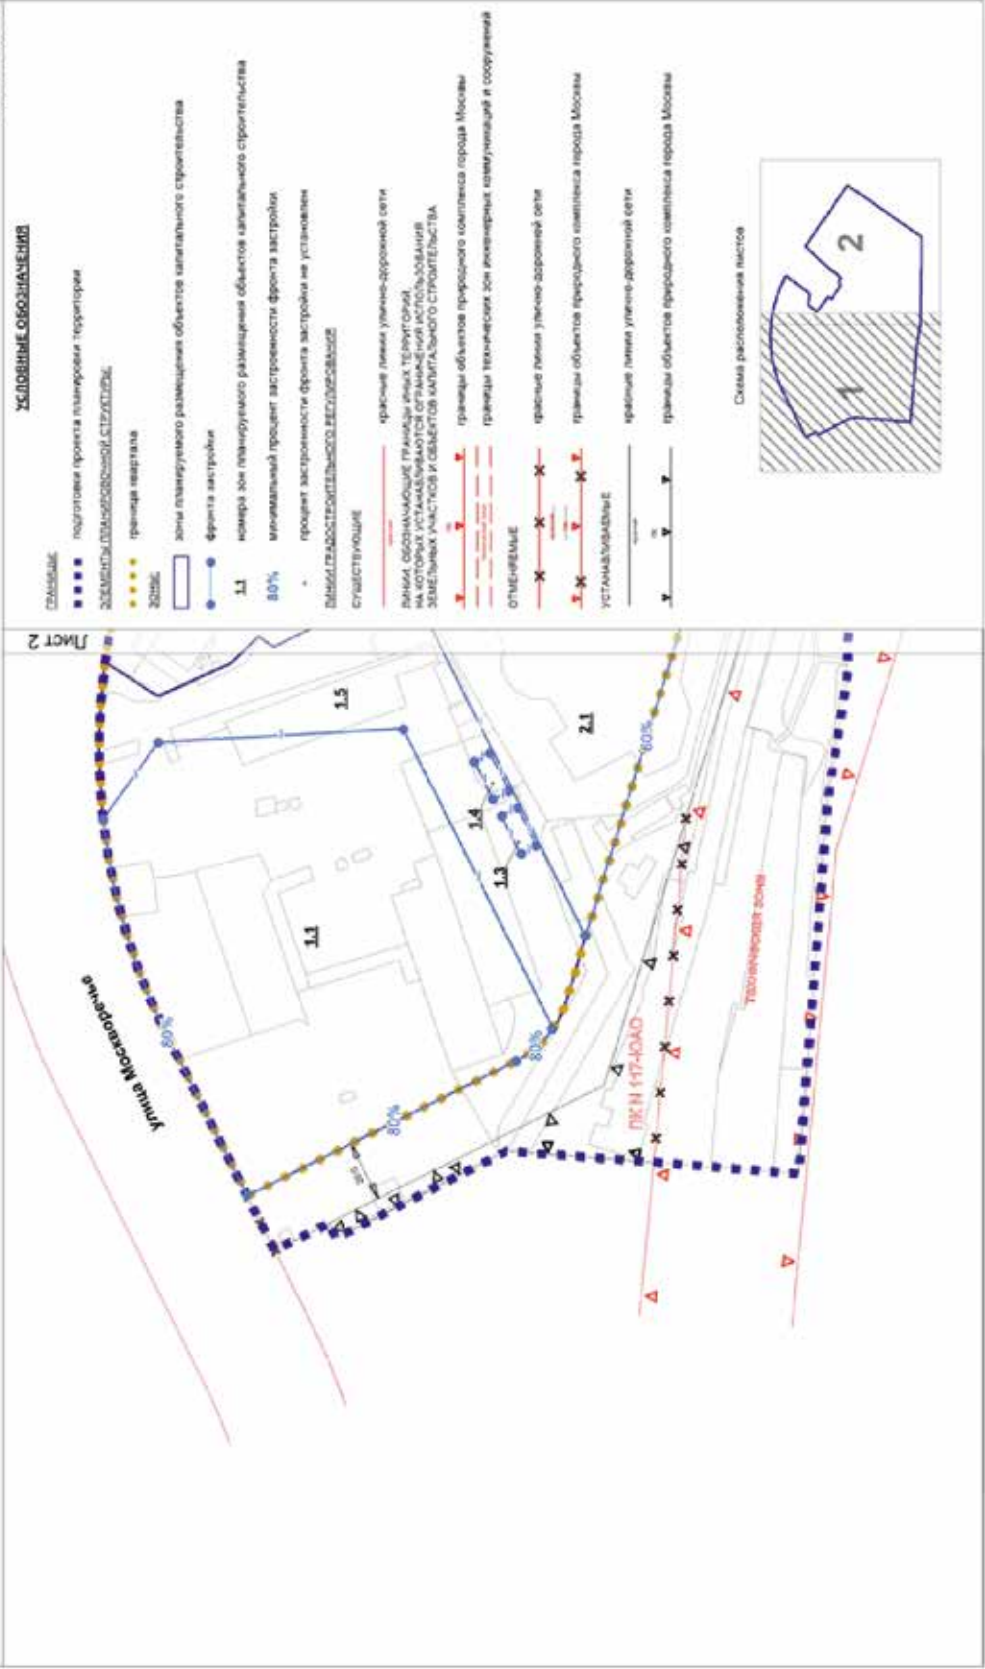 УСЛОВНЫЕ ОБОЗНАЧЕНИЯ
ГРАНИЦЫ:
подготовки проекта планировки территории
ЭЛЕМЕНТЫ ПЛАНИРОВОЧНОЙ СТРУКТУРЫ:
граница квартала
ЗОНЫ:
зоны планируемого размещения объектов капитального строительства
фронта застройки
1.1 номера зон планируемого размещения объектов капитального строительства
80% минимальный процент застроенности фронта застройки
- процент застроенности фронта застройки не установлен
ЛИНИИ ГРАДОСТРОИТЕЛЬНОГО РЕГУЛИРОВАНИЯ
СУЩЕСТВУЮЩИЕ
красные линии улично-дорожной сети
ЛИНИИ, ОБОЗНАЧАЮЩИЕ ГРАНИЦЫ ИНЫХ ТЕРРИТОРИЙ,
НА КОТОРЫХ УСТАНАВЛИВАЮТСЯ ОГРАНИЧЕНИЯ ИСПОЛЬЗОВАНИЯ
ЗЕМЕЛЬНЫХ УЧАСТКОВ И ОБЪЕКТОВ КАПИТАЛЬНОГО СТРОИТЕЛЬСТВА
границы объектов природного комплекса города Москвы
границы технических зон инженерных коммуникаций и сооружений
ОТМЕНЯЕМЫЕ
красные линии улично-дорожной сети
границы объектов природного комплекса города Москвы
УСТАНАВЛИВАЕМЫЕ
красные линии улично-дорожной сети
границы объектов природного комплекса города Москвы
Схема расположения листов
1
2
Лист 2
улица Москворечье
80%
80%
80%
60%
1.1
1.3
1.4
1.5
2.1
ПК N 117-ЮАО
Техническая зона